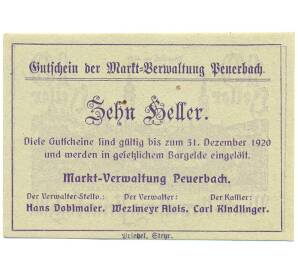 Gutschein der Markt-Verwaltung Peuerbach.
Zehn Heller.
Diese Gutscheine sind gültig bis zum 31. Dezember 1920
und werden in gesetzlichem Bargelde eingelöst.
Markt-Verwaltung Peuerbach.
Der Verwalter-Stellv.: Der Verwalter: Der Kassier:
Hans Doblmaier. Wezlmeyr Alois. Carl Kindlinger.
Prietzel, Steyr.